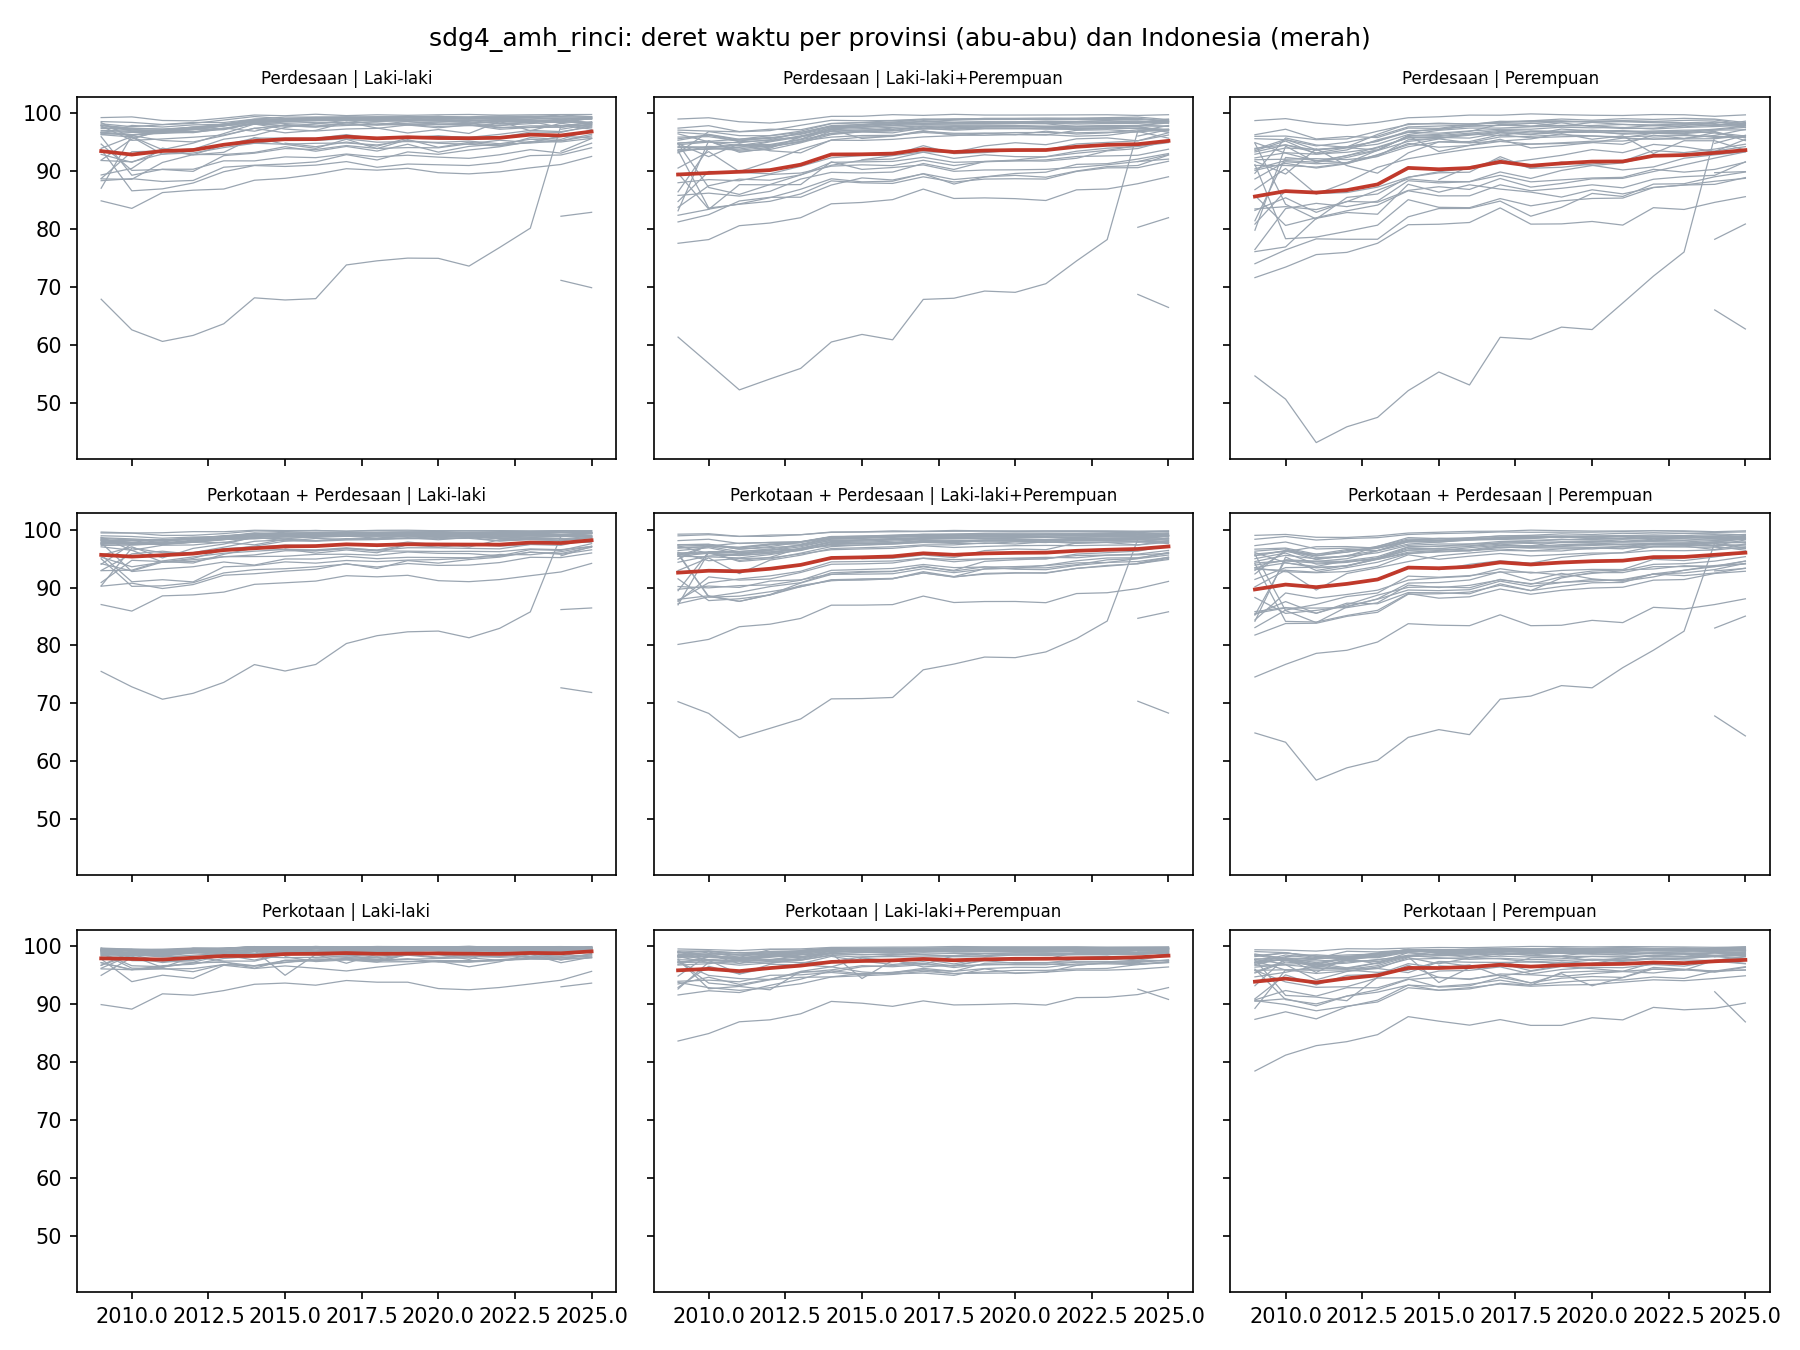 sdg4_amh_rinci: deret waktu per provinsi (abu-abu) dan Indonesia (merah)
Perdesaan | Laki-laki
Perdesaan | Laki-laki+Perempuan
Perdesaan | Perempuan
100
90
80
70
60
50
Perkotaan + Perdesaan | Laki-laki
Perkotaan + Perdesaan | Laki-laki+Perempuan
Perkotaan + Perdesaan | Perempuan
100
90
80
70
60
50
Perkotaan | Laki-laki
Perkotaan | Laki-laki+Perempuan
Perkotaan | Perempuan
100
90
80
70
60
50
2010.0 2012.5 2015.0 2017.5 2020.0 2022.5 2025.0
2010.0 2012.5 2015.0 2017.5 2020.0 2022.5 2025.0
2010.0 2012.5 2015.0 2017.5 2020.0 2022.5 2025.0